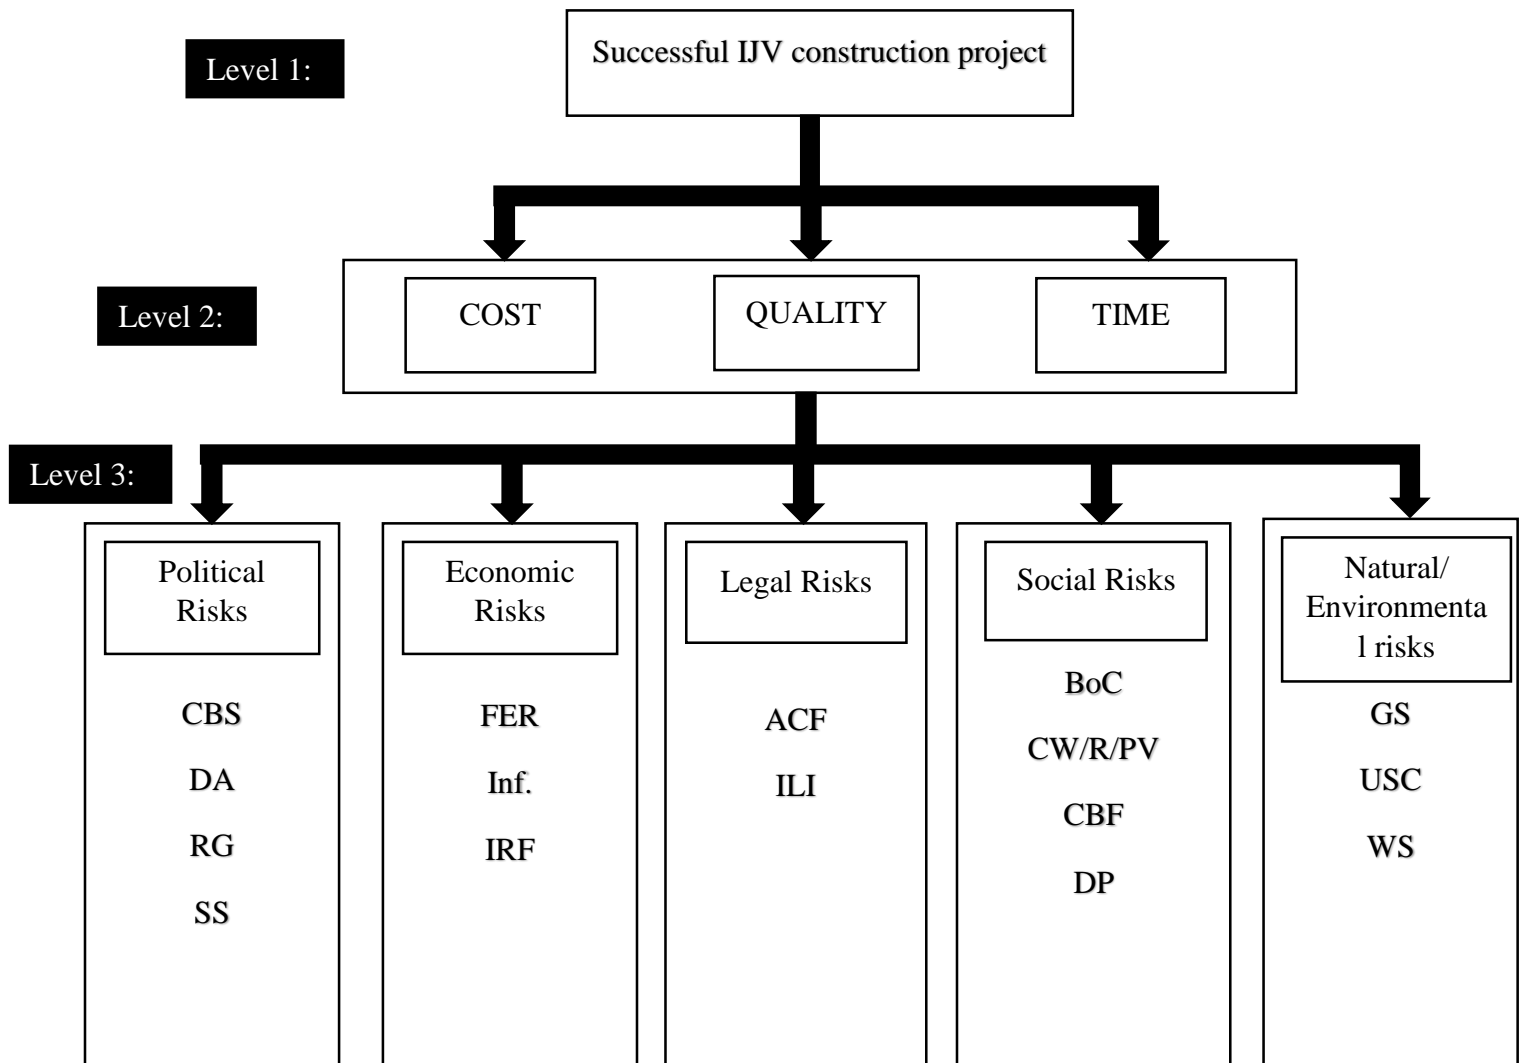 Successful IJV construction project
Level 1:
COST
QUALITY
TIME
Level 2:
Level 3:
Political
Risks
CBS
DA
RG
SS
Economic
Risks
FER
Inf.
IRF
Legal Risks
ACF
ILI
Social Risks
BoC
CW/R/PV
CBF
DP
Natural/
Environmenta
l risks
GS
USC
WS